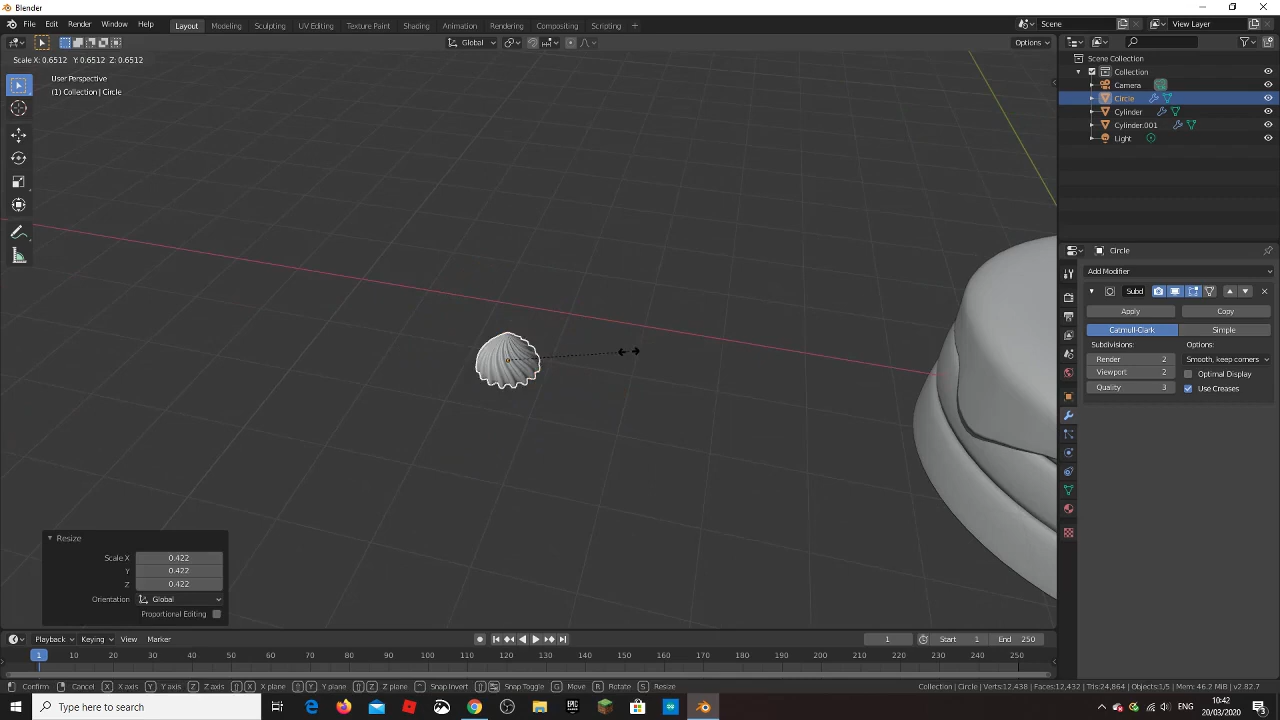 Blender
File Edit Render Window Help Layout Modeling Sculpting UV Editing Texture Paint Shading Animation Rendering Compositing Scripting + Scene View Layer
Global Options
Scale X: 0.6512 Y: 0.6512 Z: 0.6512
User Perspective
(1) Collection | Circle
Scene Collection
Collection
Camera
Circle
Cylinder
Cylinder.001
Light
Circle
Add Modifier
Subd
Apply Copy
Catmull-Clark Simple
Subdivisions: Options:
Render 2 Smooth, keep corners
Viewport 2 Optimal Display
Quality: 3 Use Creases
Resize
Scale X 0.422
Y 0.422
Z 0.422
Orientation Global
Proportional Editing
Playback Keying View Marker 1 Start 1 End 250
1 10 20 30 40 50 60 70 80 90 100 110 120 130 140 150 160 170 180 190 200 210 220 230 240 250
Confirm Cancel X X axis Y Y axis Z Z axis X X plane Y Y plane Z Z plane Snap Invert Snap Toggle G Move R Rotate S Resize Collection | Circle | Verts:12,438 | Faces:12,432 | Tris:24,864 | Objects:1/5 | Mem: 46.2 MiB | v2.82.7
Type here to search EPIC 10:42
20/03/2020